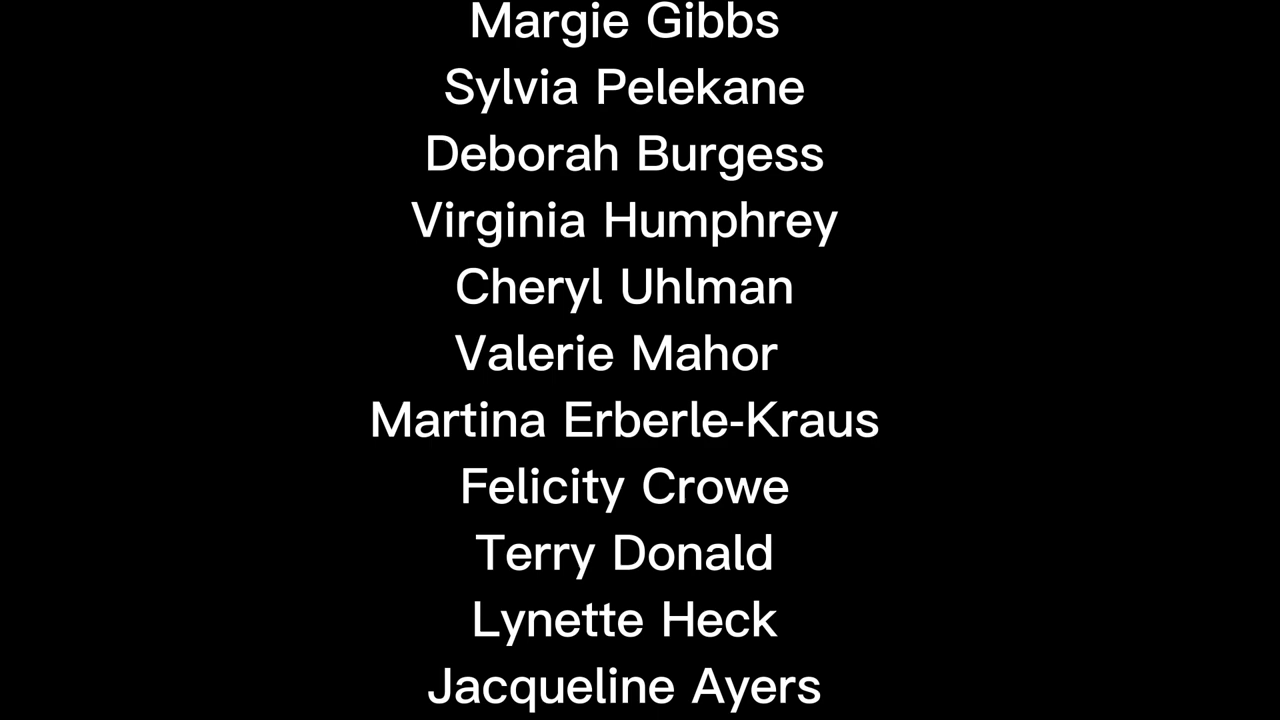 Margie Gibbs
Sylvia Pelekane
Deborah Burgess
Virginia Humphrey
Cheryl Uhlman
Valerie Mahor
Martina Erberle-Kraus
Felicity Crowe
Terry Donald
Lynette Heck
Jacqueline Ayers